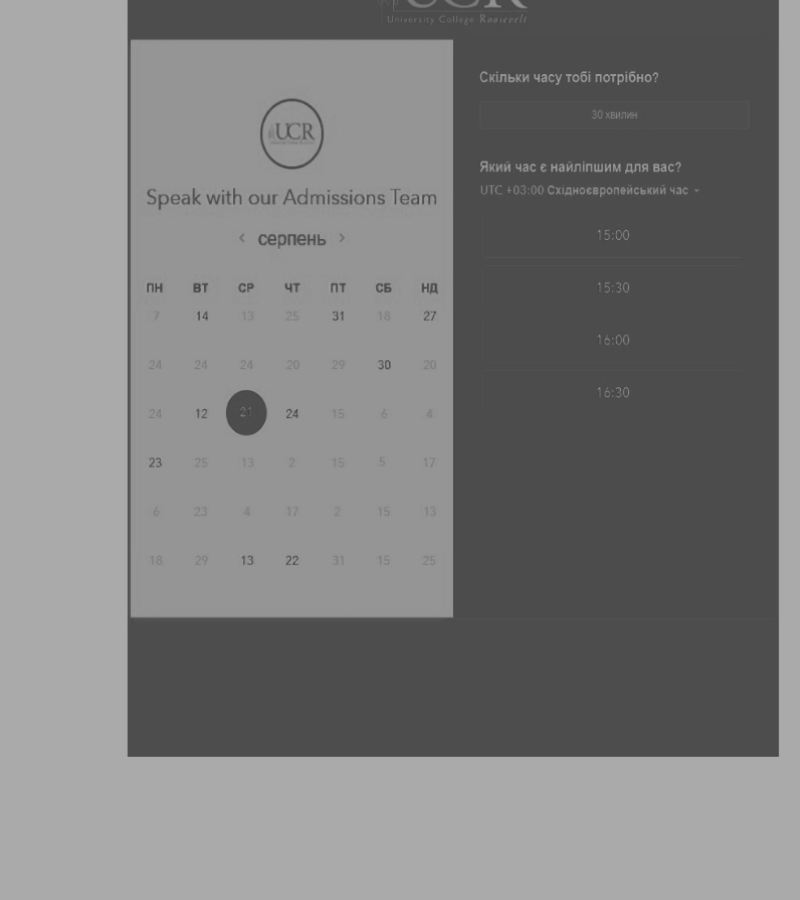 UCR
University College Roosevelt
UCR
Speak with our Admissions Team
‹ серпень ›
ПН ВТ СР ЧТ ПТ СБ НД
7 14 13 25 31 18 27
24 24 24 20 29 30 20
24 12 21 24 15 6 4
23 25 13 2 15 5 17
6 23 4 17 2 15 13
18 29 13 22 31 15 25
Скільки часу тобі потрібно?
30 хвилин
Який час є найліпшим для вас?
UTC +03:00 Східноєвропейський час
15:00
15:30
16:00
16:30